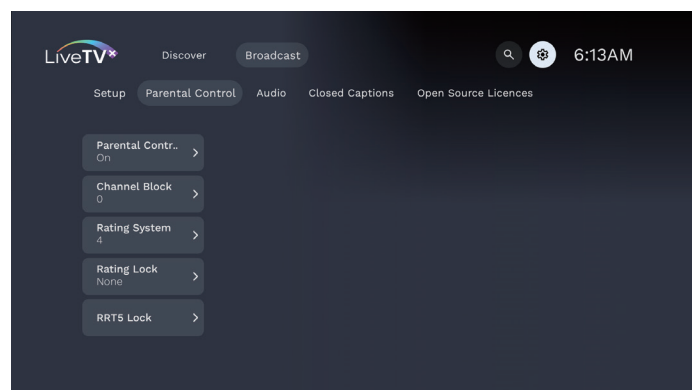 LiveTVx
Discover
Broadcast
6:13AM
Setup
Parental Control
Audio
Closed Captions
Open Source Licences
Parental Contr..
On
Channel Block
0
Rating System
4
Rating Lock
None
RRT5 Lock